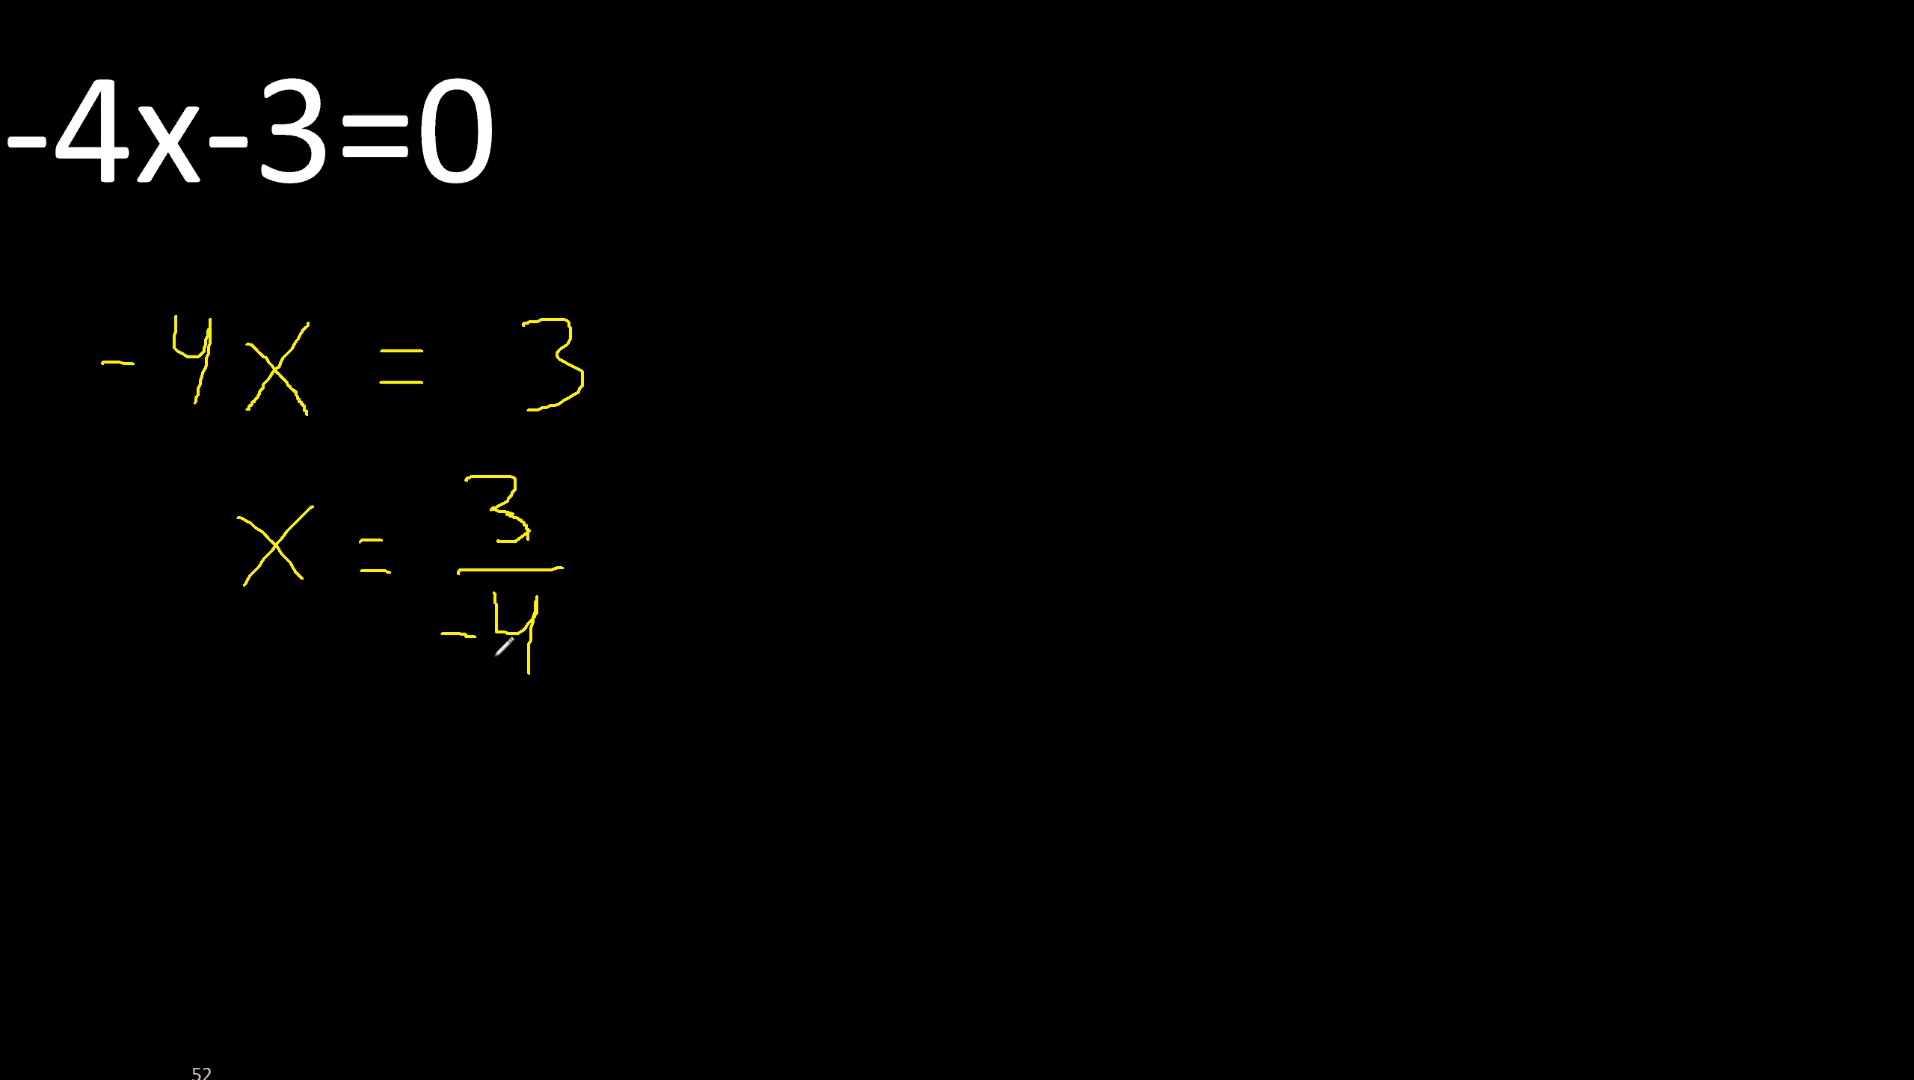 -4x-3=0
-4x = 3
x = 3/-4
52